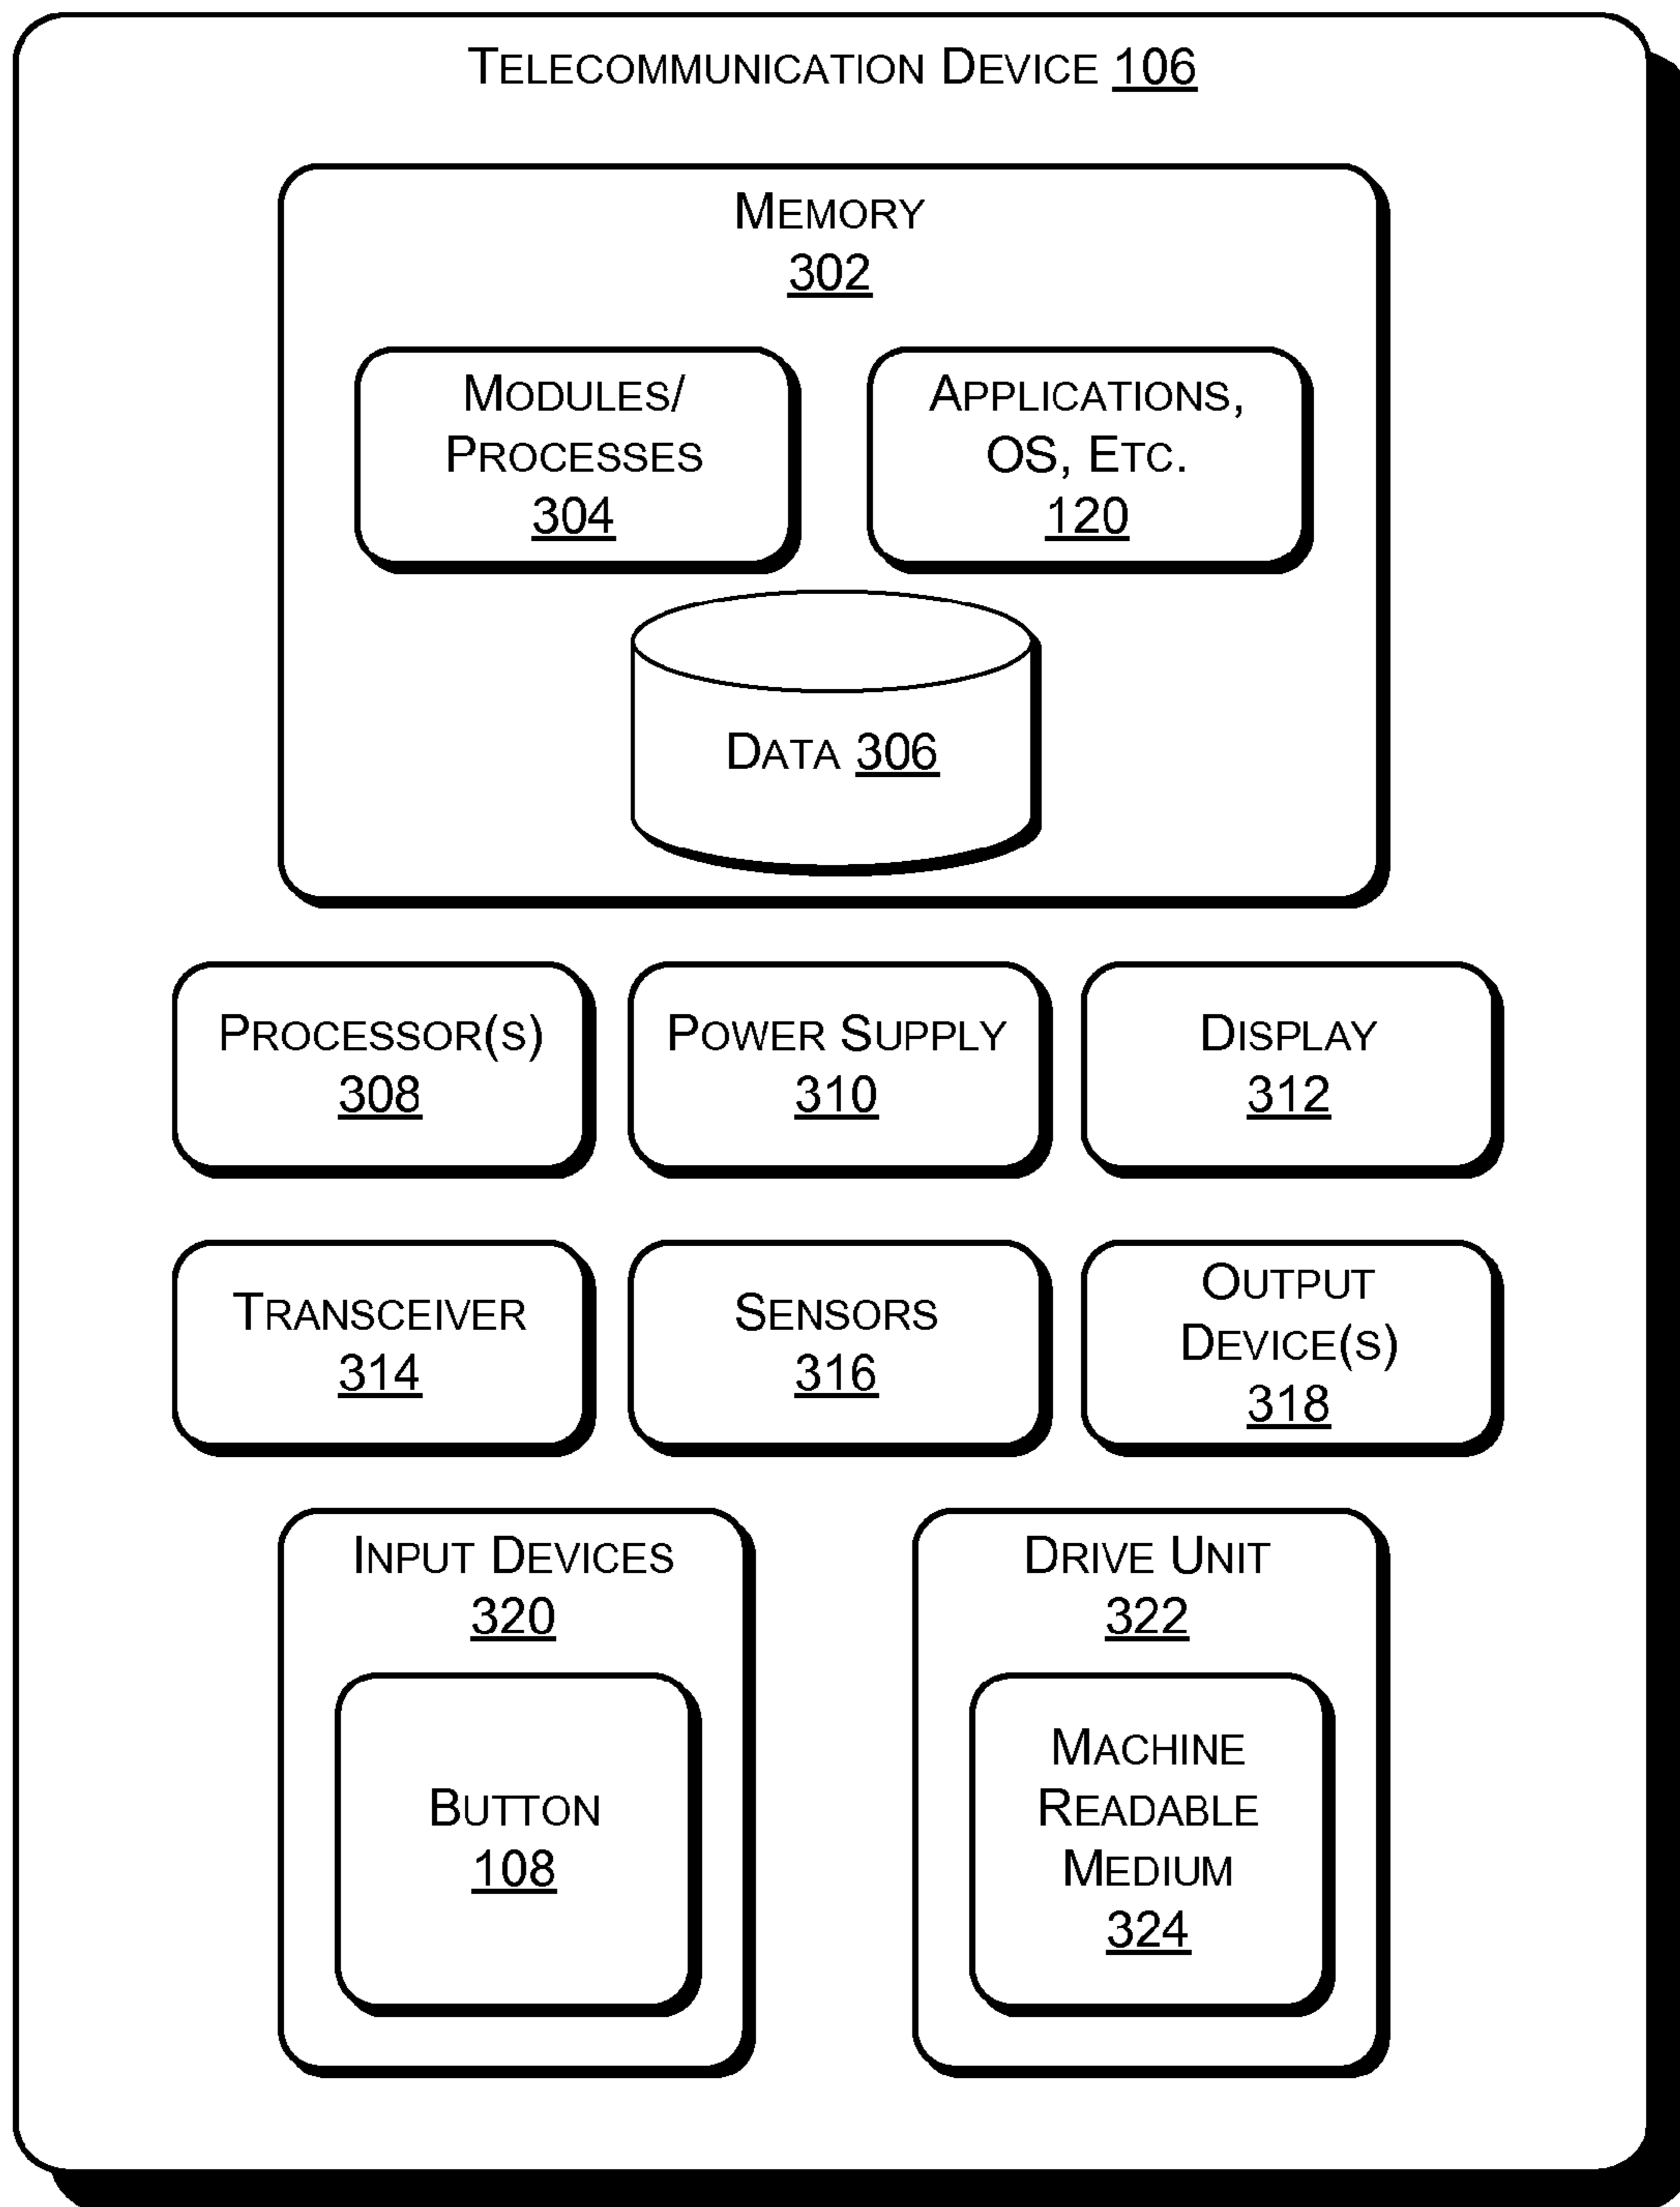 TELECOMMUNICATION DEVICE 106
MEMORY
302
MODULES/
PROCESSES
304
APPLICATIONS,
OS, ETC.
120
DATA 306
PROCESSOR(S)
308
POWER SUPPLY
310
DISPLAY
312
TRANSCEIVER
314
SENSORS
316
OUTPUT
DEVICE(S)
318
INPUT DEVICES
320
BUTTON
108
DRIVE UNIT
322
MACHINE
READABLE
MEDIUM
324